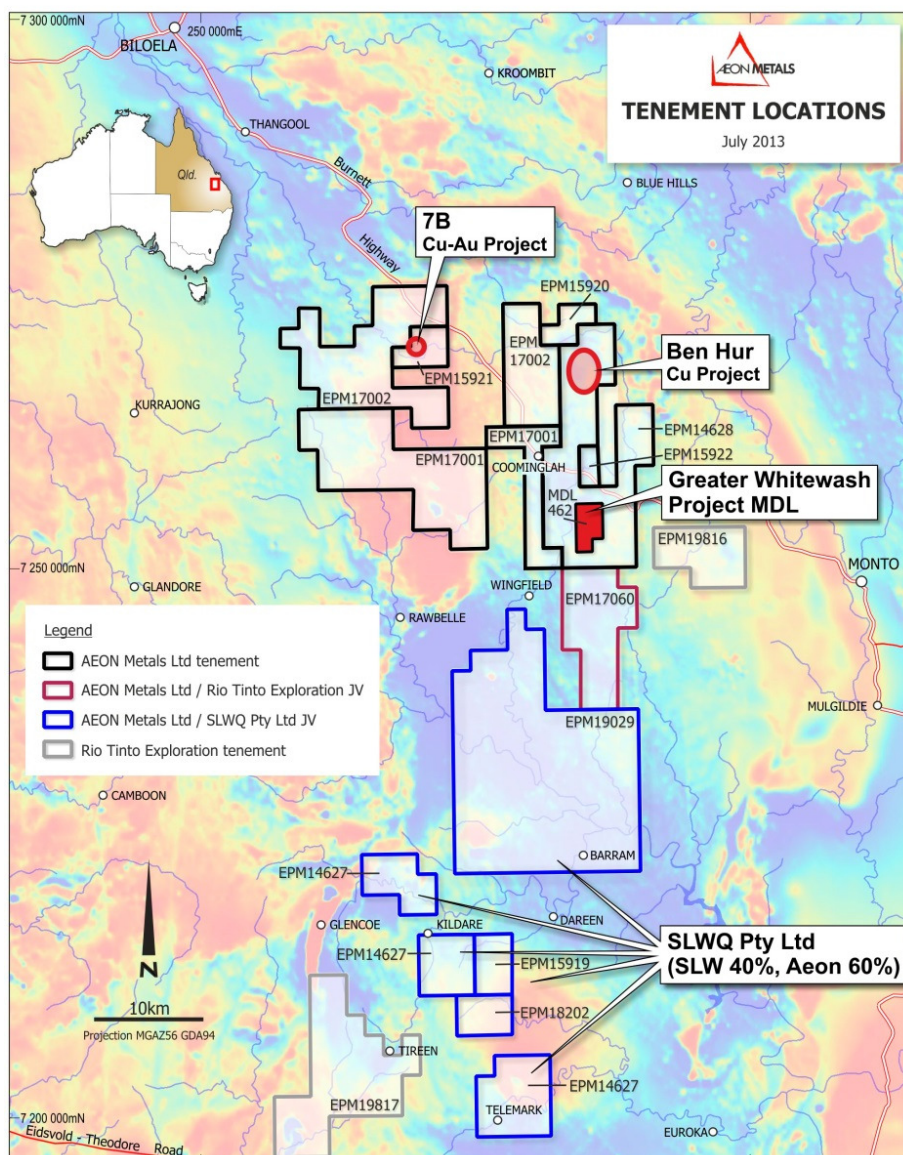 7 300 000mN
250 000mE
BILOELA
KROOMBIT
AEON METALS
TENEMENT LOCATIONS
July 2013
THANGOOL
Qld.
Burnett
Highway
BLUE HILLS
7B
Cu-Au Project
EPM15920
EPM
17002
Ben Hur
Cu Project
EPM15921
EPM17002
KURRAJONG
EPM17001
EPM14628
EPM17001
COOMINGLAH
EPM15922
Greater Whitewash
Project MDL
MDL
462
EPM19816
MONTO
7 250 000mN
GLANDORE
WINGFIELD
EPM17060
RAWBELLE
Legend
AEON Metals Ltd tenement
AEON Metals Ltd / Rio Tinto Exploration JV
AEON Metals Ltd / SLWQ Pty Ltd JV
Rio Tinto Exploration tenement
MULGILDIE
EPM19029
CAMBOON
BARRAM
EPM14627
DAREEN
GLENCOE
KILDARE
SLWQ Pty Ltd
(SLW 40%, Aeon 60%)
EPM14627
EPM15919
N
10km
Projection MGAZ56 GDA94
EPM18202
TIREEN
EPM14627
EPM19817
TELEMARK
7 200 000mN
EUROKA
Eidsvold - Theodore Road